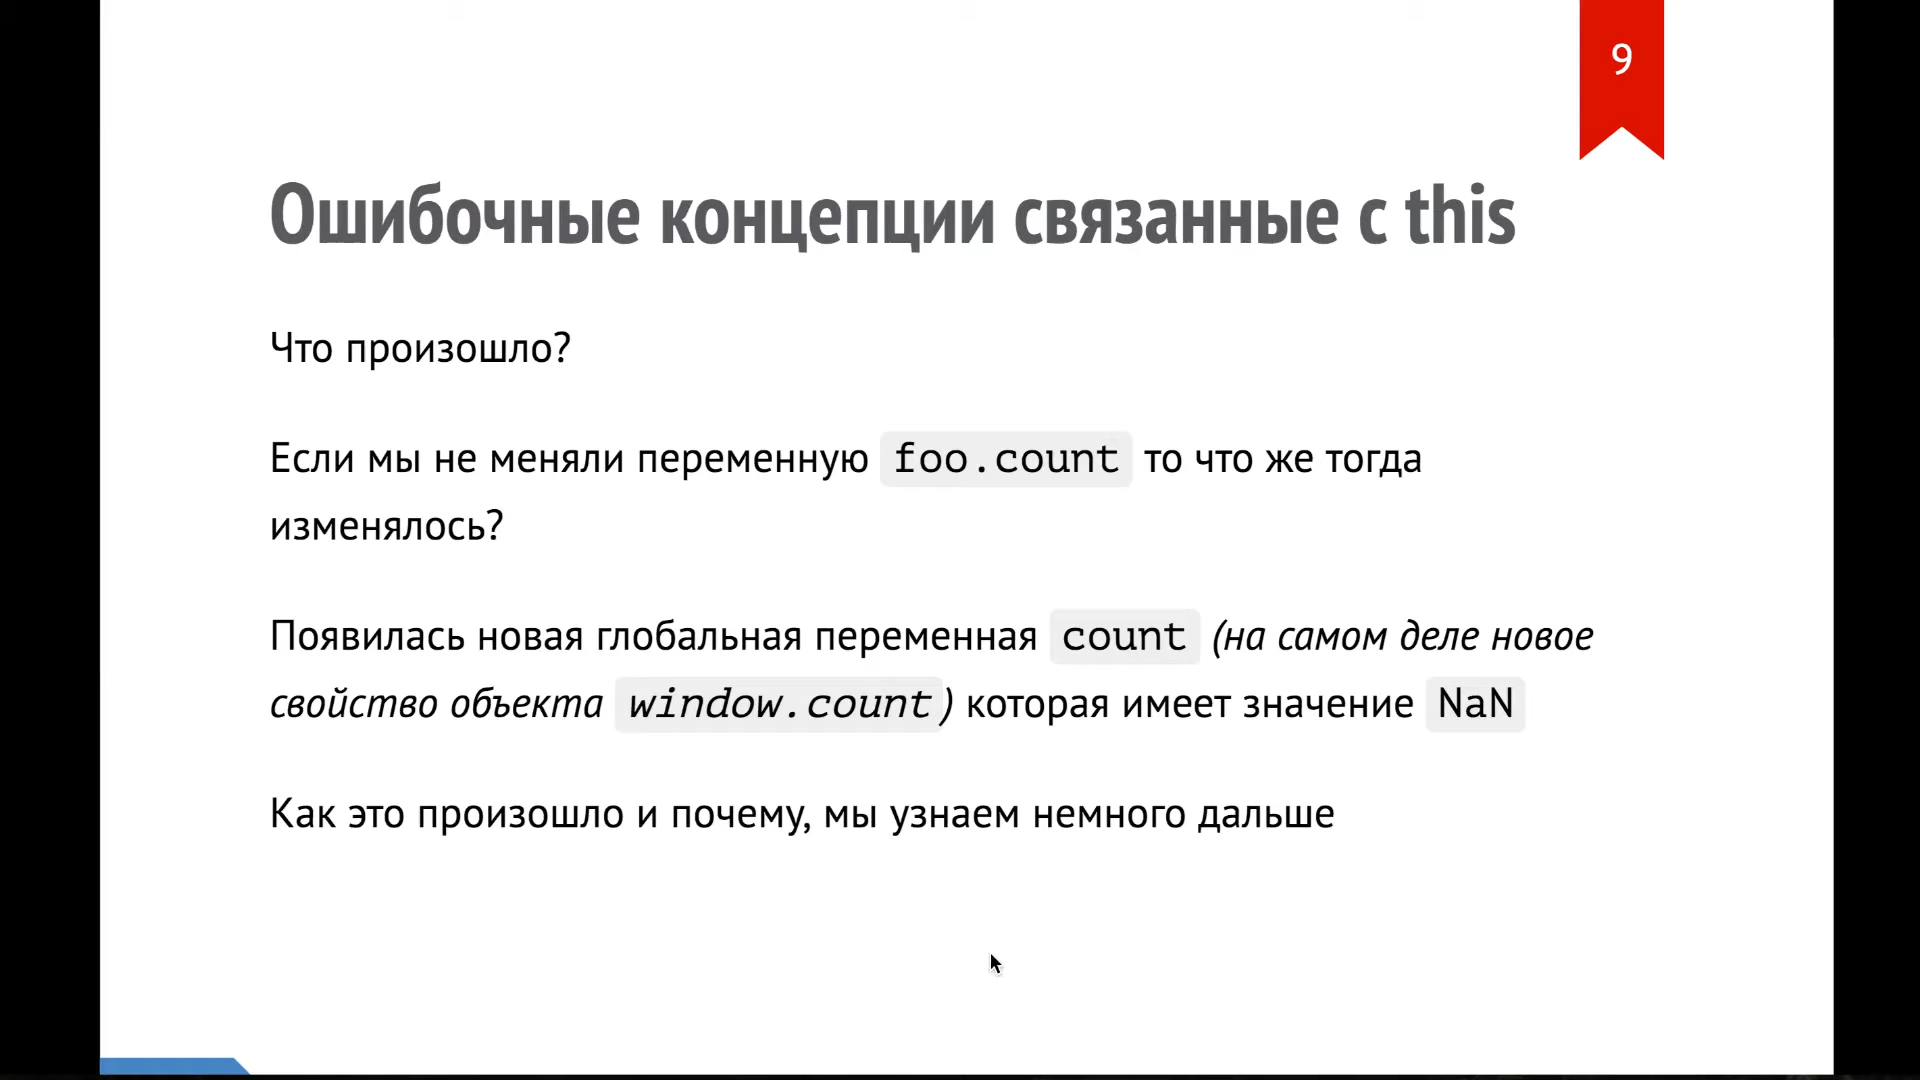 9
Ошибочные концепции связанные с this
Что произошло?
Если мы не меняли переменную foo.count то что же тогда
изменялось?
Появилась новая глобальная переменная count (на самом деле новое
свойство объекта window.count) которая имеет значение NaN
Как это произошло и почему, мы узнаем немного дальше